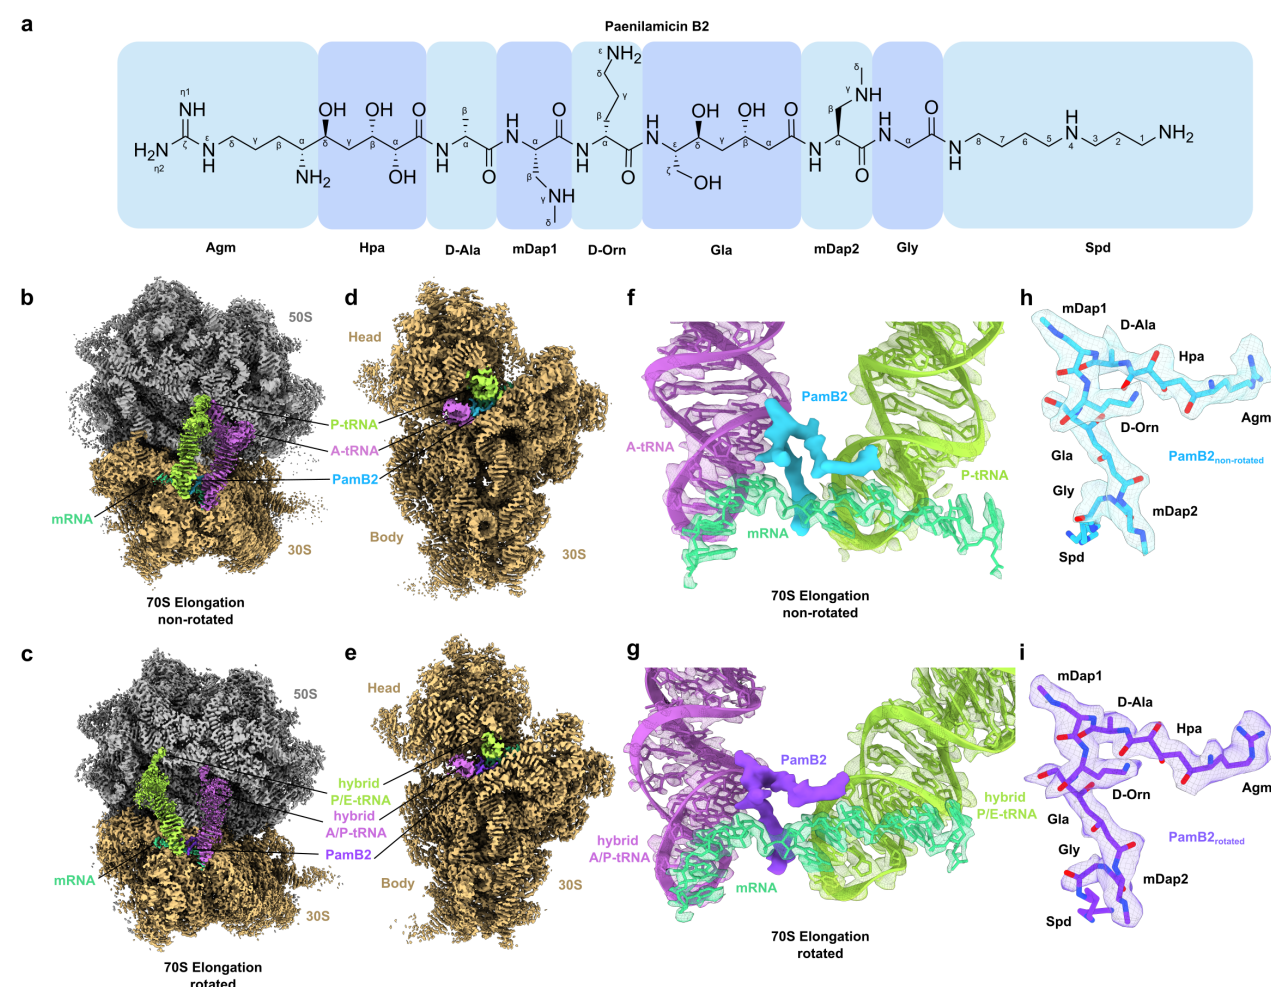 a
Paenilamicin B2
η1
NH
H2N
η2
ζ
ε
N
H
δ
γ
β
α
NH2
OH
δ
γ
OH
β
α
OH
O
N
H
β
α
O
H
N
α
β
γ
NH
δ
O
N
H
ε
NH2
δ
γ
β
α
O
H
N
ε
ζ
OH
OH
δ
γ
OH
β
α
O
N
H
δ
γ
NH
β
α
O
H
N
α
O
N
H
8
7
6
5
H
N
4
3
2
1
NH2
Agm
Hpa
D-Ala
mDap1
D-Orn
Gla
mDap2
Gly
Spd
b
50S
P-tRNA
A-tRNA
PamB2
mRNA
30S
70S Elongation
non-rotated
d
Head
Body
30S
f
PamB2
A-tRNA
P-tRNA
mRNA
70S Elongation
non-rotated
h
mDap1
D-Ala
Hpa
Agm
D-Orn
Gla
PamB2non-rotated
Gly
mDap2
Spd
c
50S
hybrid
P/E-tRNA
hybrid
A/P-tRNA
PamB2
mRNA
30S
70S Elongation
rotated
e
Head
Body
30S
g
PamB2
hybrid
P/E-tRNA
hybrid
A/P-tRNA
mRNA
70S Elongation
rotated
i
mDap1
D-Ala
Hpa
Agm
D-Orn
Gla
PamB2rotated
Gly
mDap2
Spd